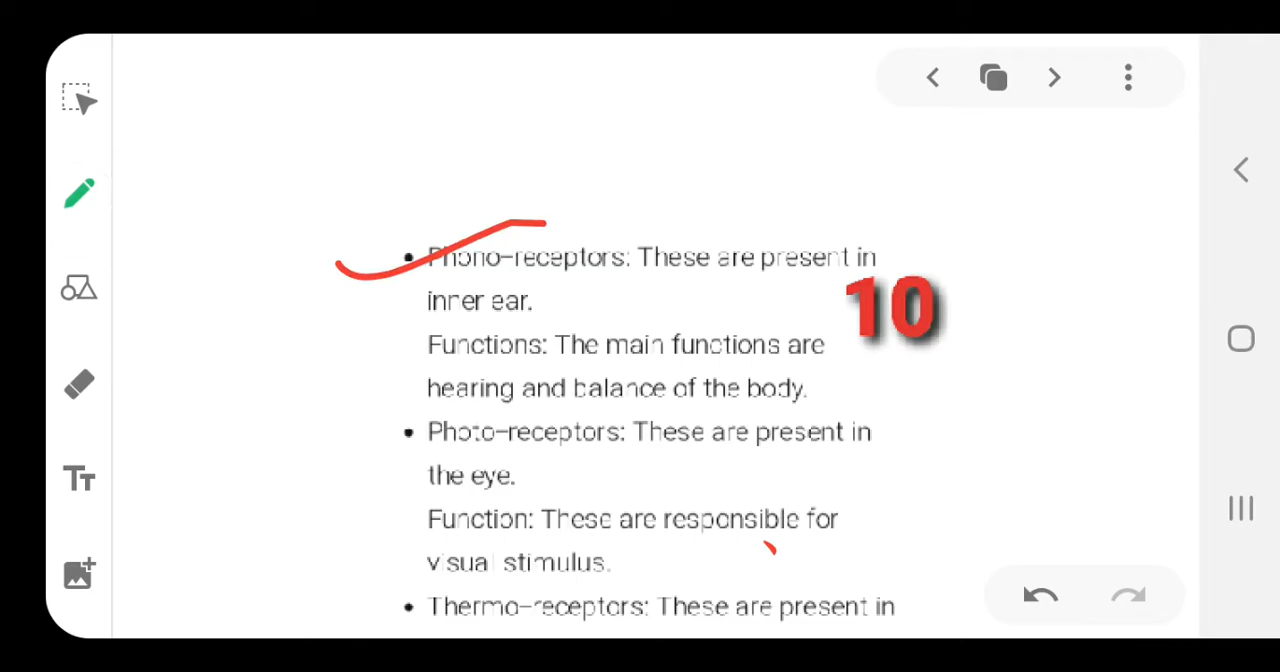 • Phono-receptors: These are present in
inner ear.
10
Functions: The main functions are
hearing and balance of the body.
• Photo-receptors: These are present in
the eye.
Function: These are responsible for
visual stimulus.
• Thermo-receptors: These are present in
TT